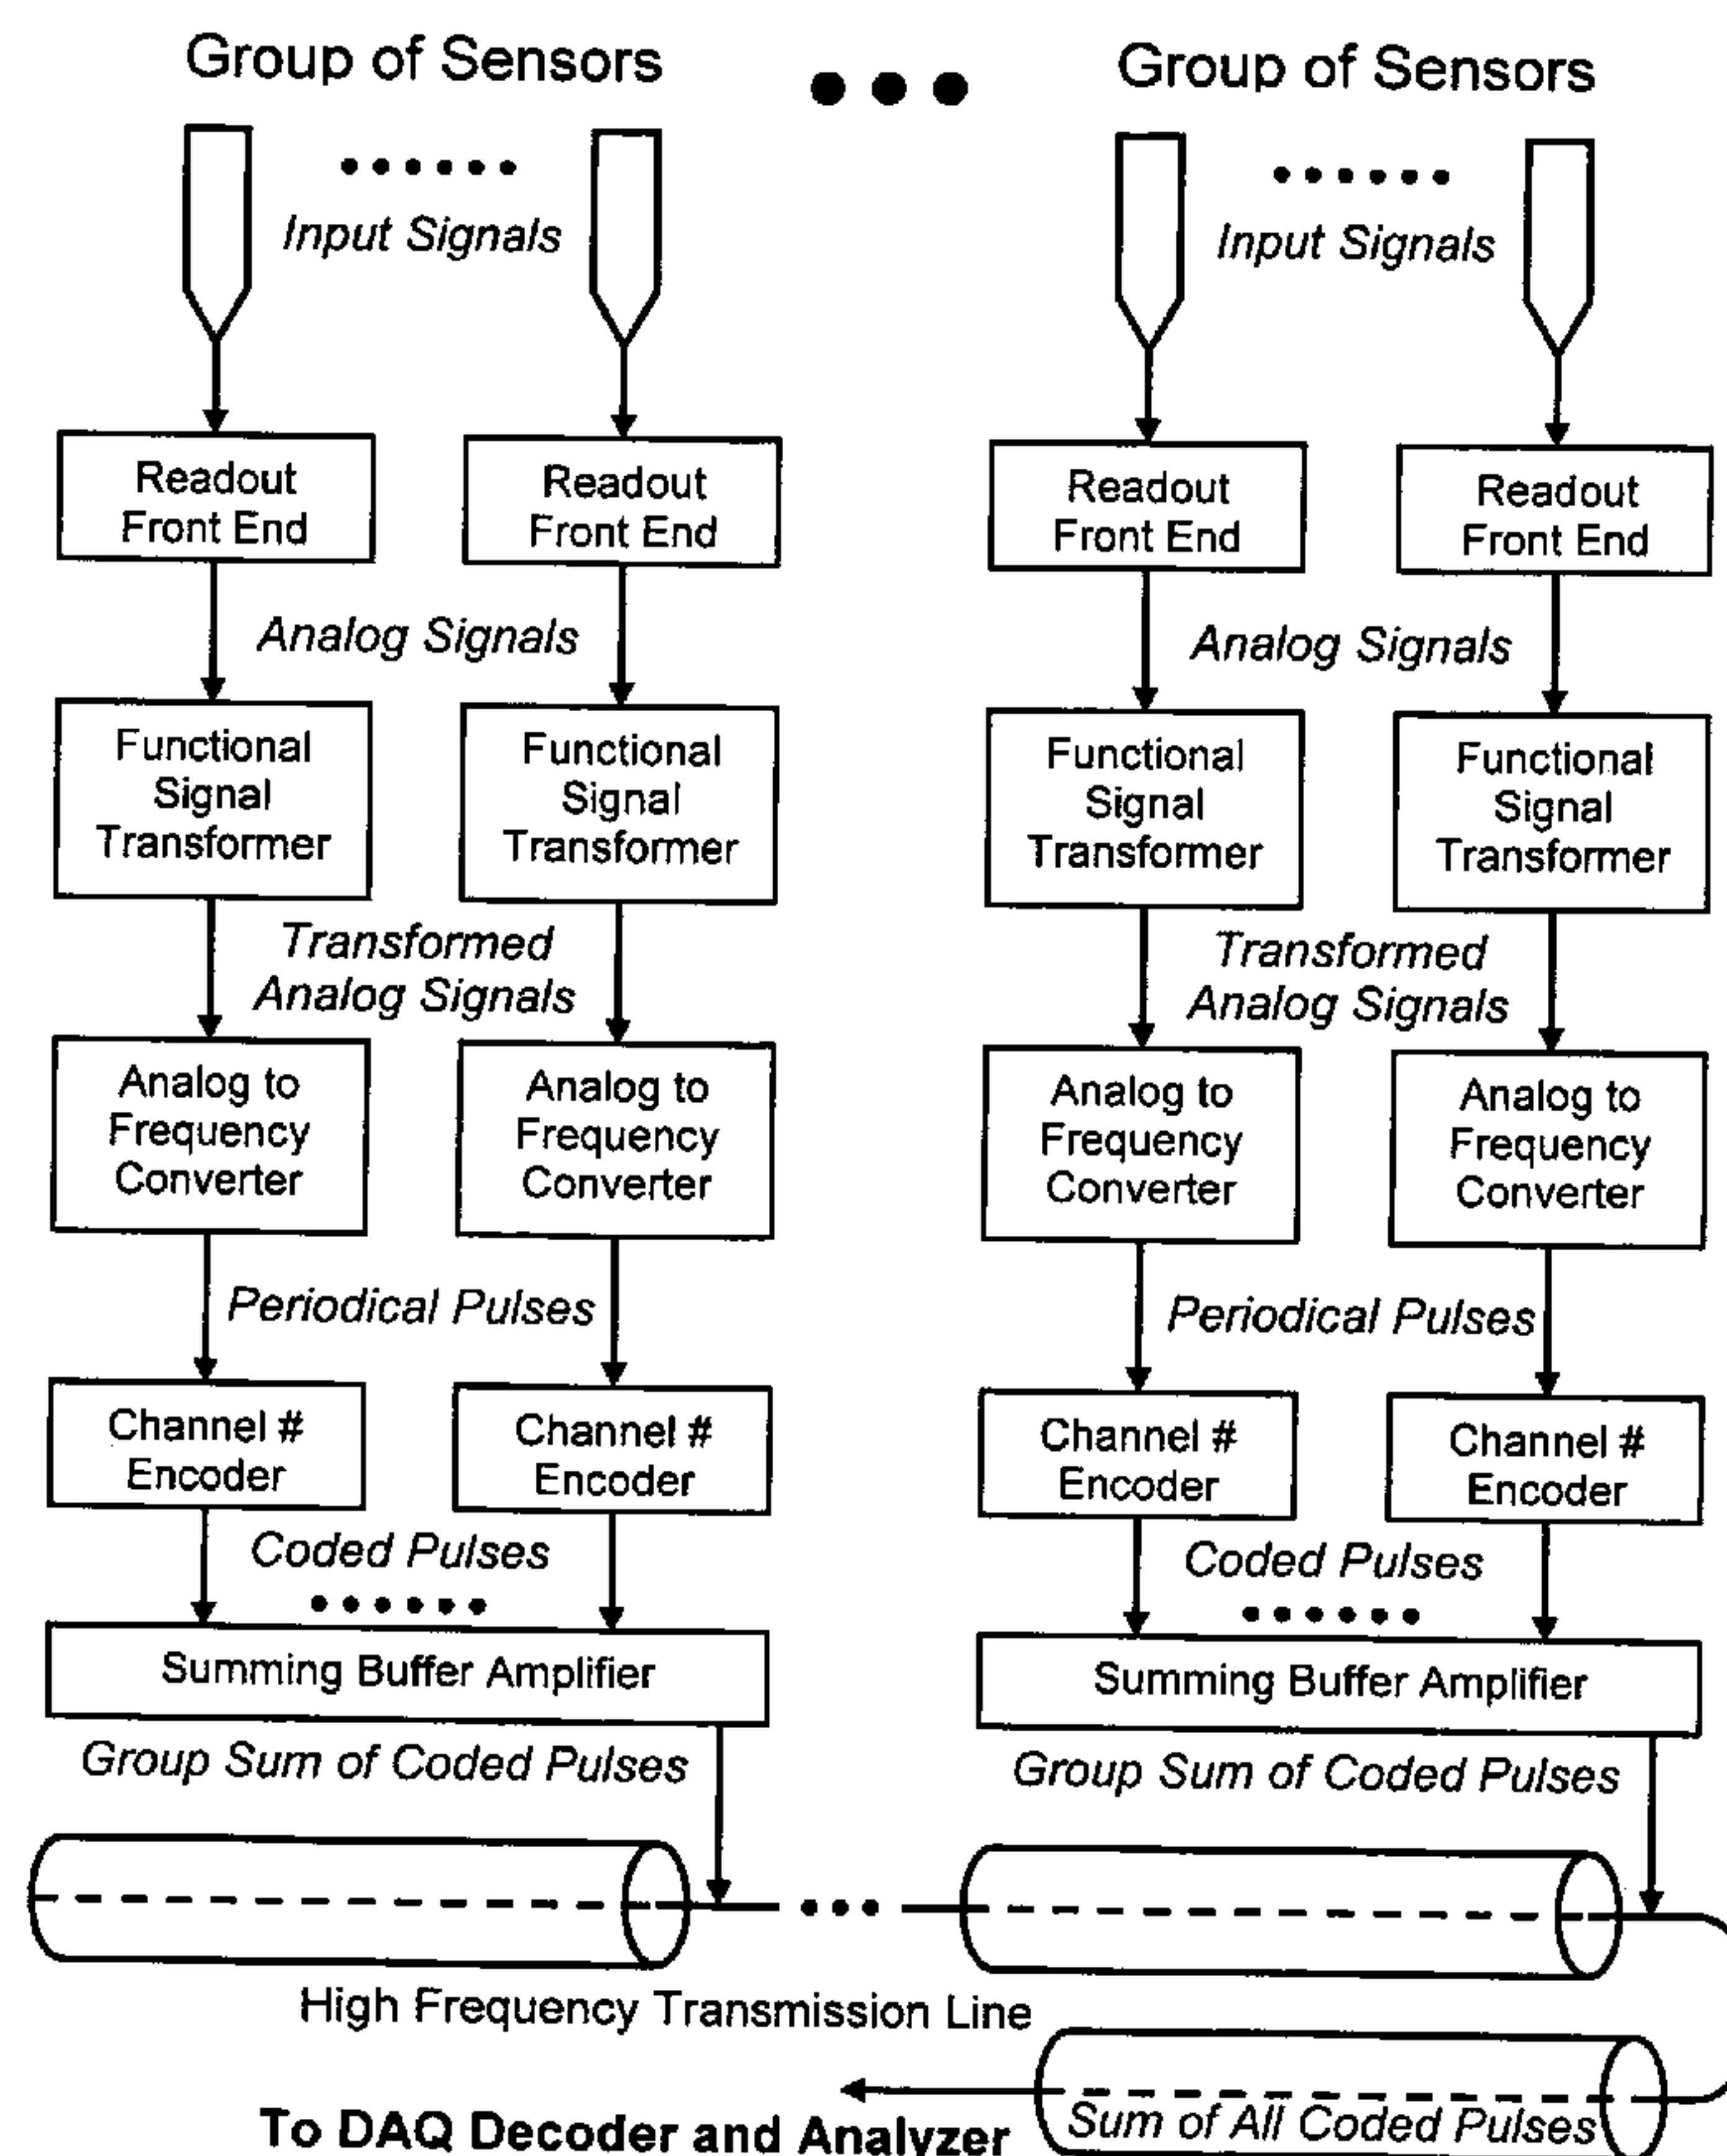 Group of Sensors
Group of Sensors
Input Signals
Input Signals
Readout
Front End
Readout
Front End
Readout
Front End
Readout
Front End
Analog Signals
Analog Signals
Functional
Signal
Transformer
Functional
Signal
Transformer
Functional
Signal
Transformer
Functional
Signal
Transformer
Transformed
Analog Signals
Transformed
Analog Signals
Analog to
Frequency
Converter
Analog to
Frequency
Converter
Analog to
Frequency
Converter
Analog to
Frequency
Converter
Periodical Pulses
Periodical Pulses
Channel #
Encoder
Channel #
Encoder
Channel #
Encoder
Channel #
Encoder
Coded Pulses
Coded Pulses
Summing Buffer Amplifier
Summing Buffer Amplifier
Group Sum of Coded Pulses
Group Sum of Coded Pulses
High Frequency Transmission Line
Sum of All Coded Pulses
To DAQ Decoder and Analyzer